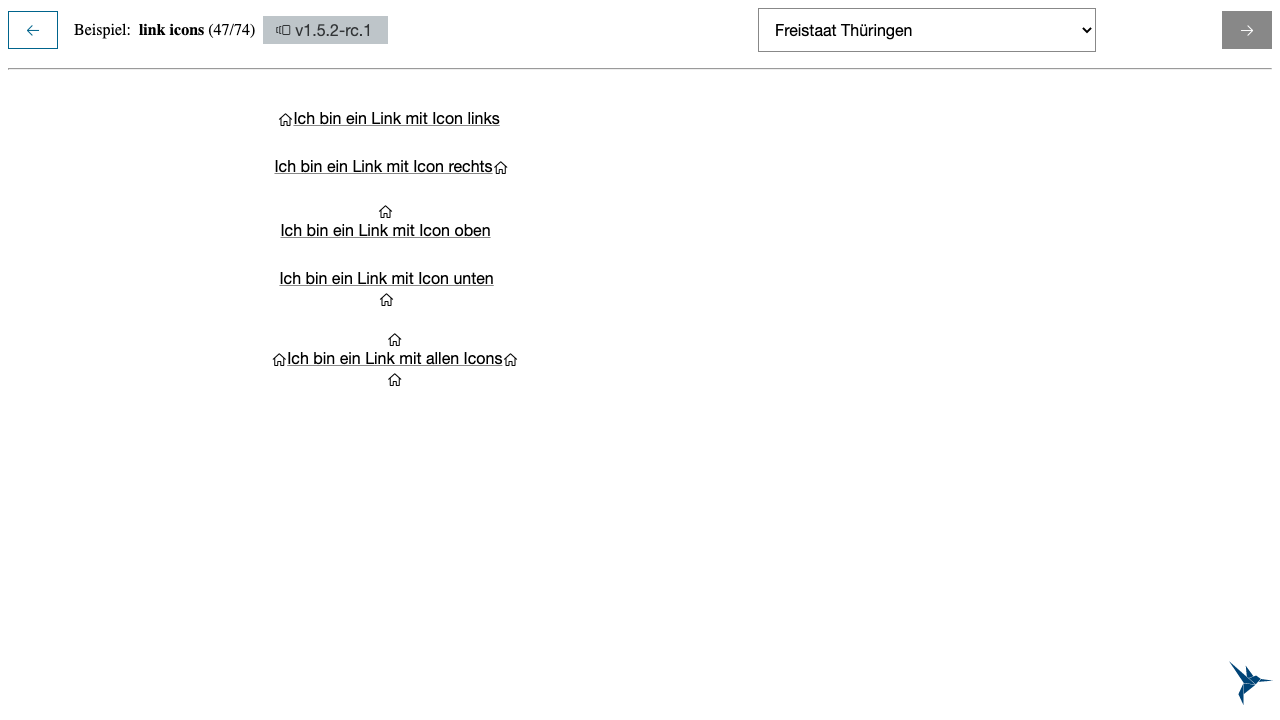 Beispiel: link icons (47/74) v1.5.2-rc.1 Freistaat Thüringen
Ich bin ein Link mit Icon links
Ich bin ein Link mit Icon rechts
Ich bin ein Link mit Icon oben
Ich bin ein Link mit Icon unten
Ich bin ein Link mit allen Icons